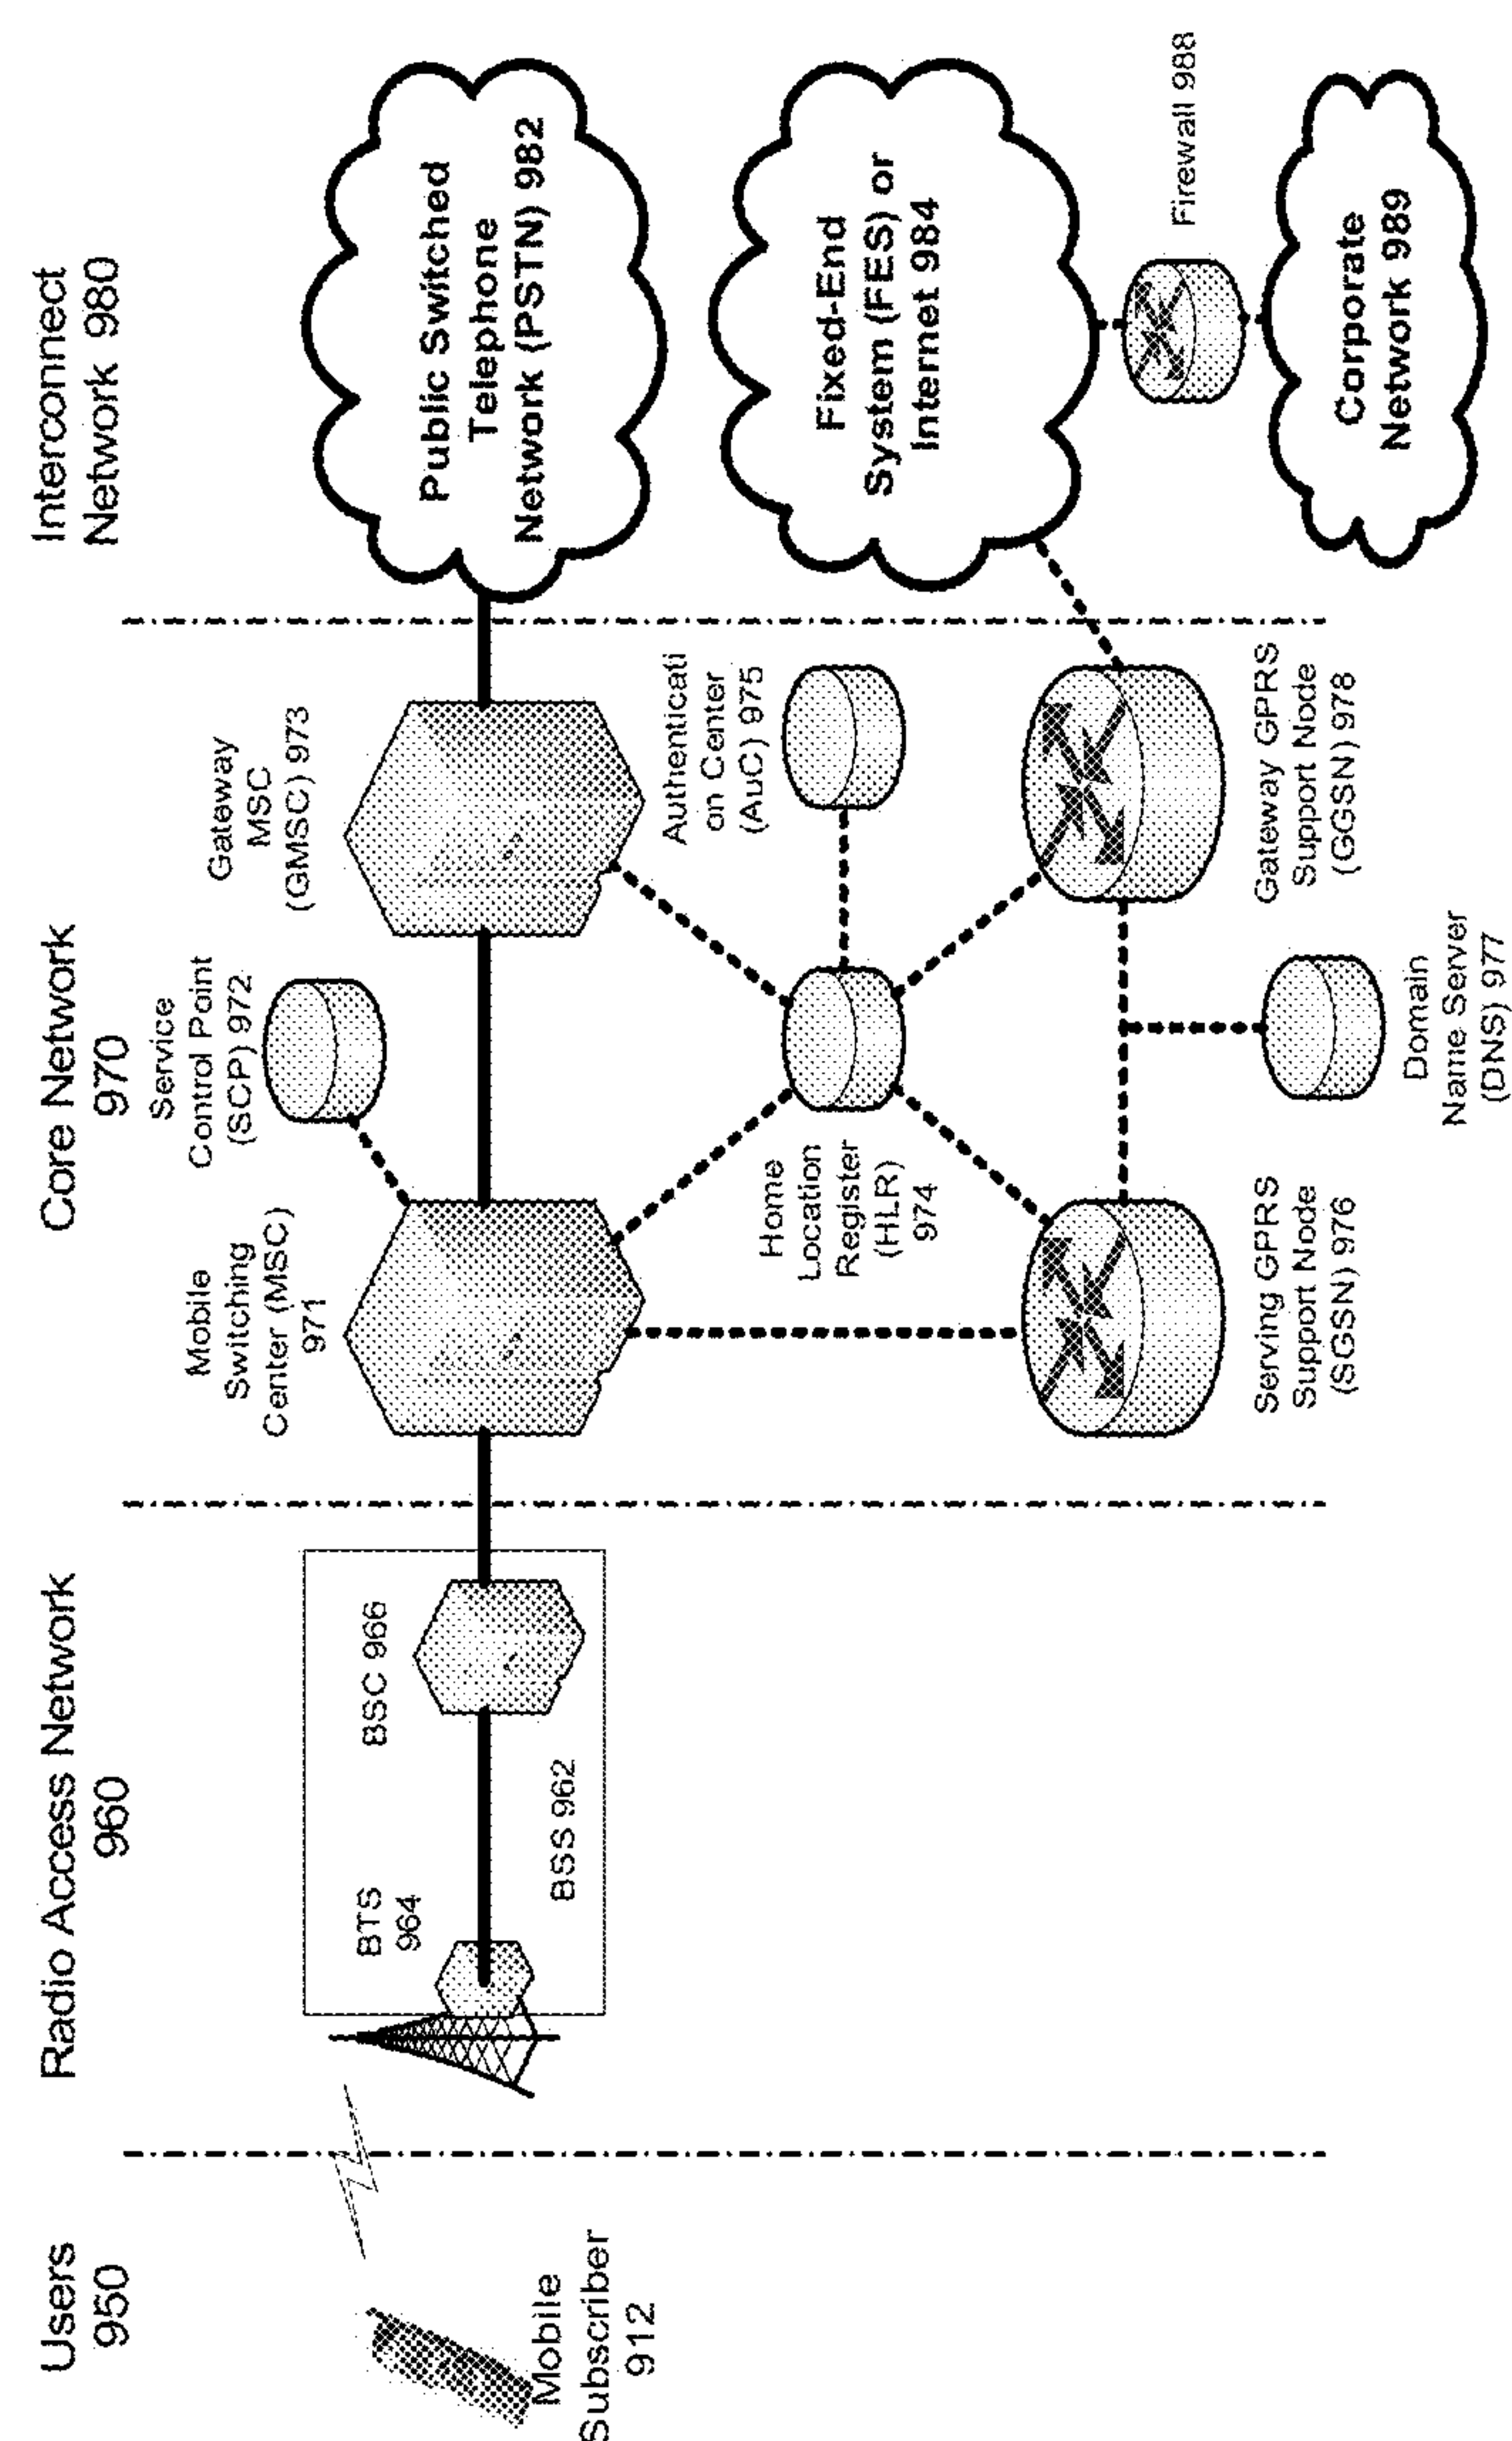 Users
950
Radio Access Network
960
Core Network
970
Interconnect
Network 980
Mobile
Subscriber
912
BTS
964
BSC 966
BSS 962
Mobile
Switching
Center (MSC)
971
Service
Control Point
(SCP) 972
Gateway
MSC
(GMSC) 973
Home
Location
Register
(HLR)
974
Authenticati
on Center
(AuC) 975
Serving GPRS
Support Node
(SGSN) 976
Domain
Name Server
(DNS) 977
Gateway GPRS
Support Node
(GGSN) 978
Public Switched
Telephone
Network (PSTN) 982
Fixed-End
System (FES) or
Internet 984
Firewall 988
Corporate
Network 989